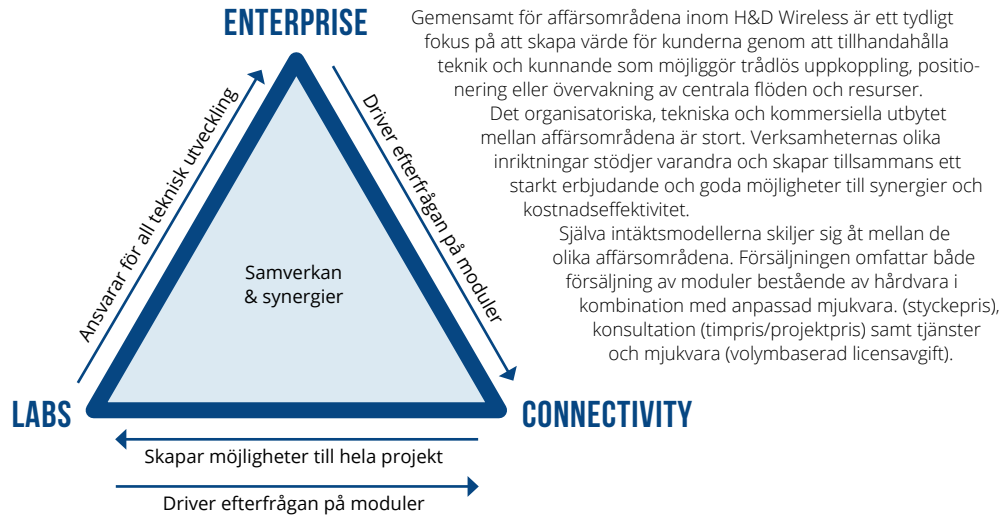 ENTERPRISE
Gemensamt för affärsområdena inom H&D Wireless är ett tydligt
fokus på att skapa värde för kunderna genom att tillhandahålla
teknik och kunnande som möjliggör trådlös uppkoppling, positio-
nering eller övervakning av centrala flöden och resurser.
Det organisatoriska, tekniska och kommersiella utbytet
mellan affärsområdena är stort. Verksamheternas olika
inriktningar stödjer varandra och skapar tillsammans ett
starkt erbjudande och goda möjligheter till synergier och
kostnadseffektivitet.
Själva intäktsmodellerna skiljer sig åt mellan de
olika affärsområdena. Försäljningen omfattar både
försäljning av moduler bestående av hårdvara i
kombination med anpassad mjukvara. (styckepris),
konsultation (timpris/projektpris) samt tjänster
och mjukvara (volymbaserad licensavgift).
Ansvarar för all teknisk utveckling
Driver efterfrågan på moduler
Samverkan
& synergier
LABS
CONNECTIVITY
Skapar möjligheter till hela projekt
Driver efterfrågan på moduler